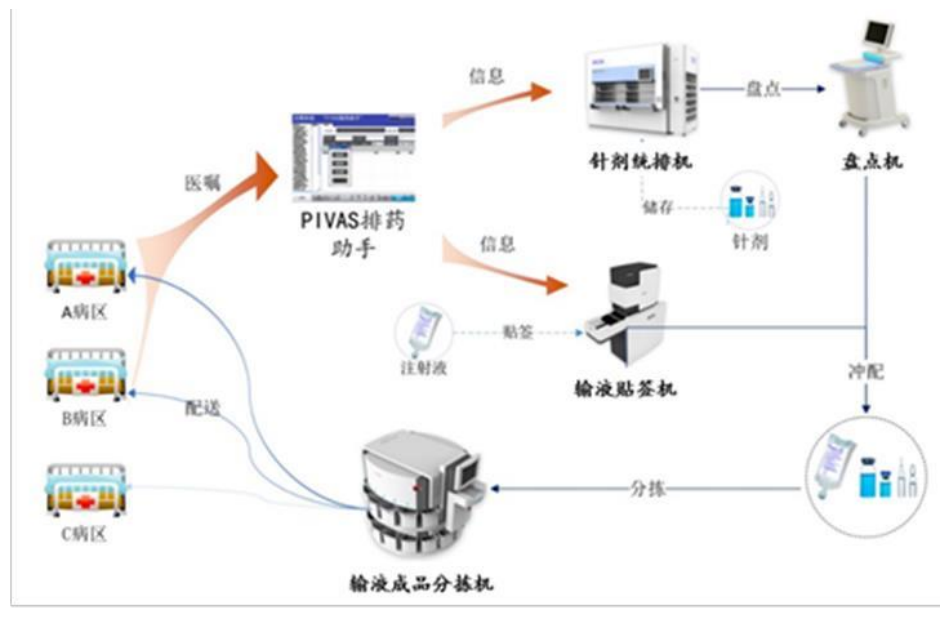 信息
盘点
针剂统排机
盘点机
医嘱
PIVAS排药
助手
储存
针剂
信息
A病区
贴签
注射液
输液贴签机
冲配
B病区
配送
分拣
C病区
输液成品分拣机